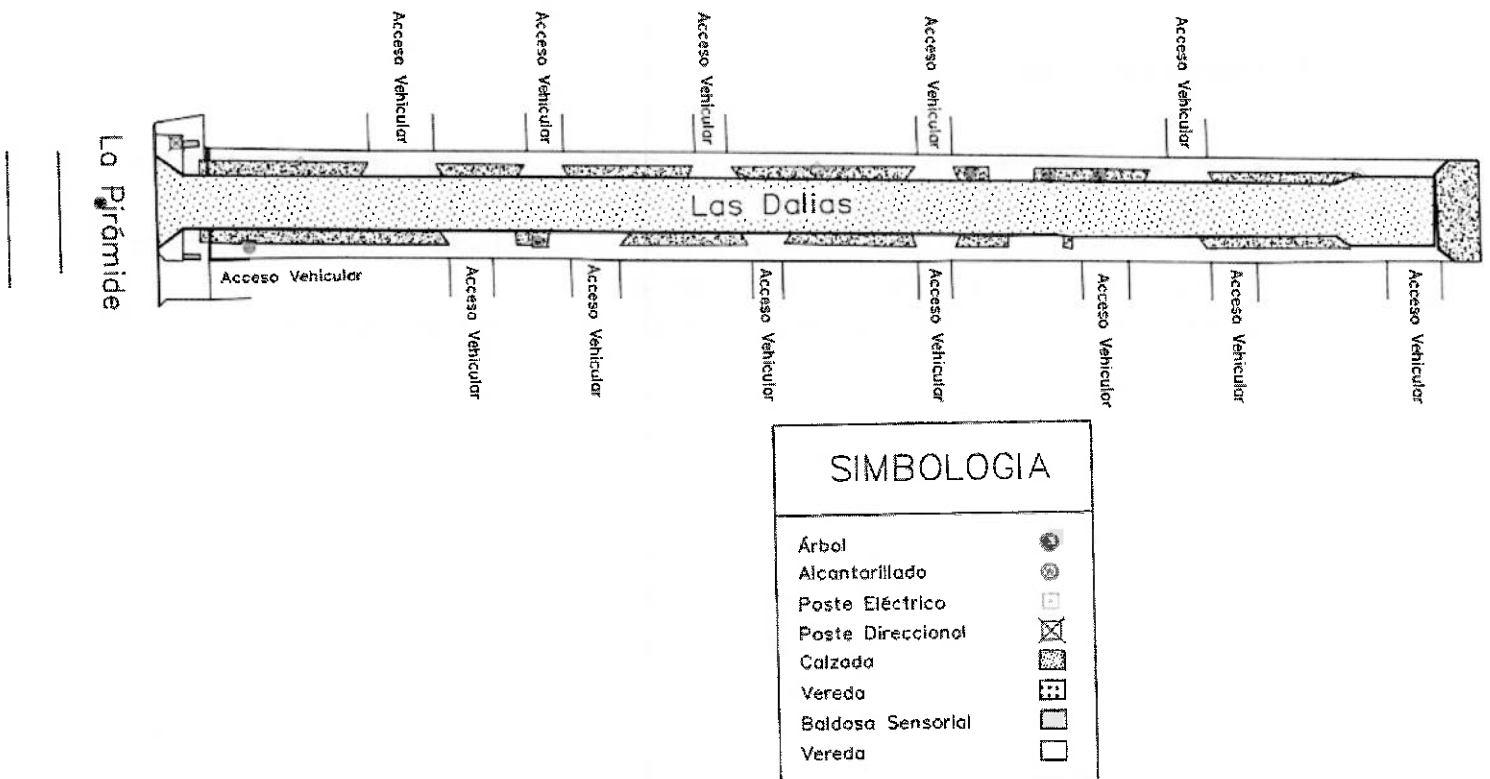 Acceso Vehicular
Acceso Vehicular
Acceso Vehicular
Acceso Vehicular
Acceso Vehicular
La Pirámide
Las Dalias
Acceso Vehicular
Acceso Vehicular
Acceso Vehicular
Acceso Vehicular
Acceso Vehicular
Acceso Vehicular
Acceso Vehicular
Acceso Vehicular
SIMBOLOGIA
Árbol
Alcantarillado
Poste Eléctrico
Poste Direccional
Calzada
Vereda
Baldosa Sensorial
Vereda